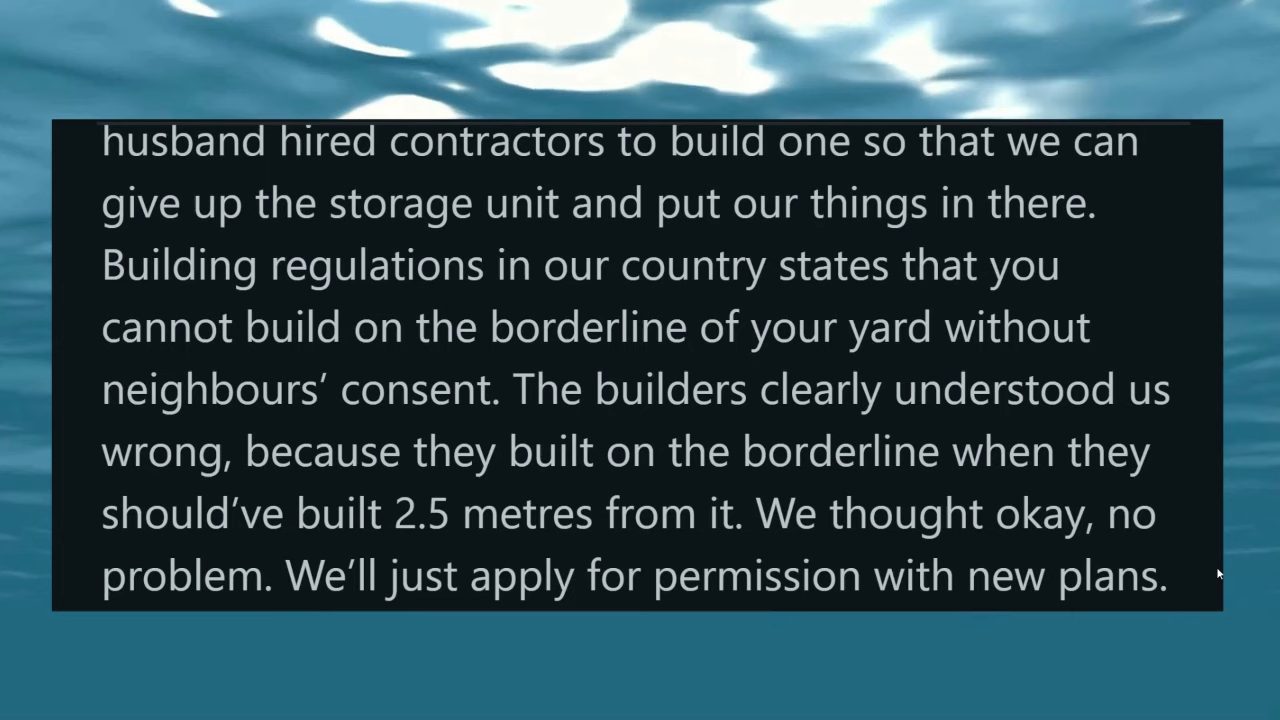 husband hired contractors to build one so that we can
give up the storage unit and put our things in there.
Building regulations in our country states that you
cannot build on the borderline of your yard without
neighbours’ consent. The builders clearly understood us
wrong, because they built on the borderline when they
should’ve built 2.5 metres from it. We thought okay, no
problem. We’ll just apply for permission with new plans.